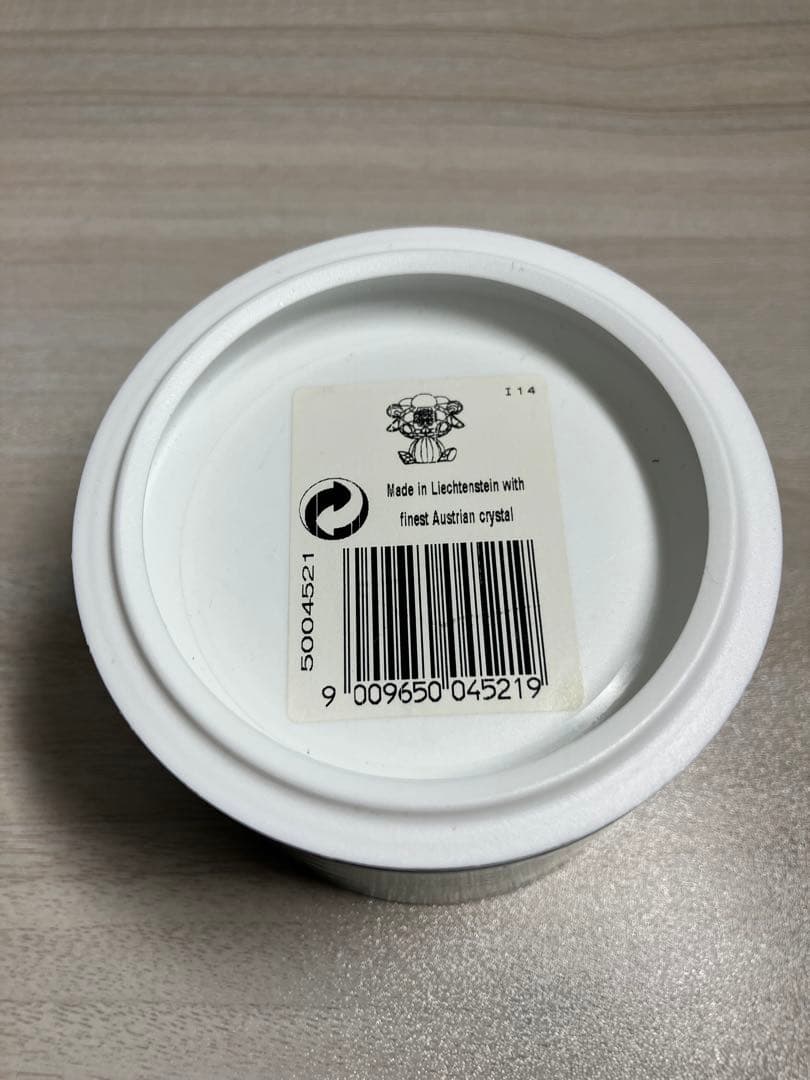 I 14
Made in Liechtenstein with
finest Austrian crystal
5004521
9 009650 045219